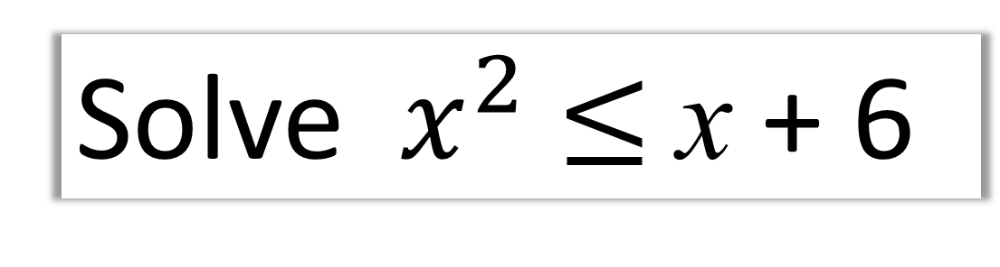 Solve x² ≤ x + 6